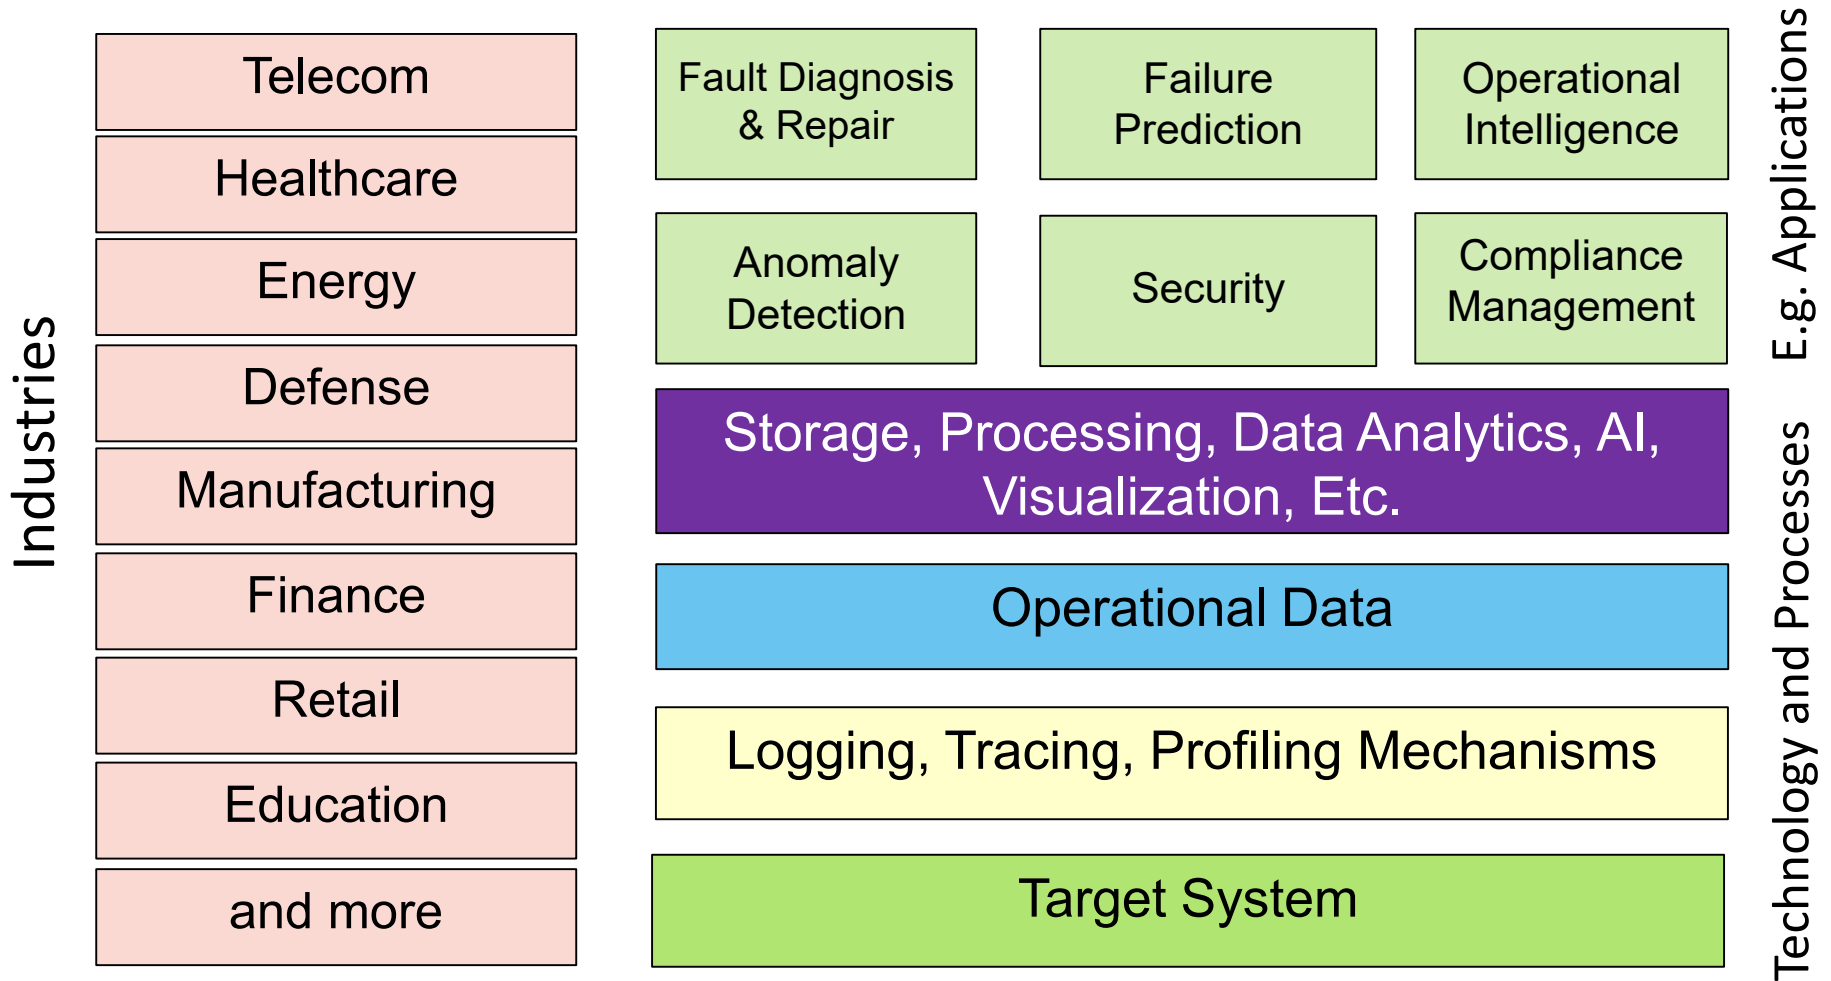 Industries
Telecom
Healthcare
Energy
Defense
Manufacturing
Finance
Retail
Education
and more
Fault Diagnosis
& Repair
Failure
Prediction
Operational
Intelligence
Anomaly
Detection
Security
Compliance
Management
E.g. Applications
Storage, Processing, Data Analytics, AI,
Visualization, Etc.
Operational Data
Logging, Tracing, Profiling Mechanisms
Target System
Technology and Processes